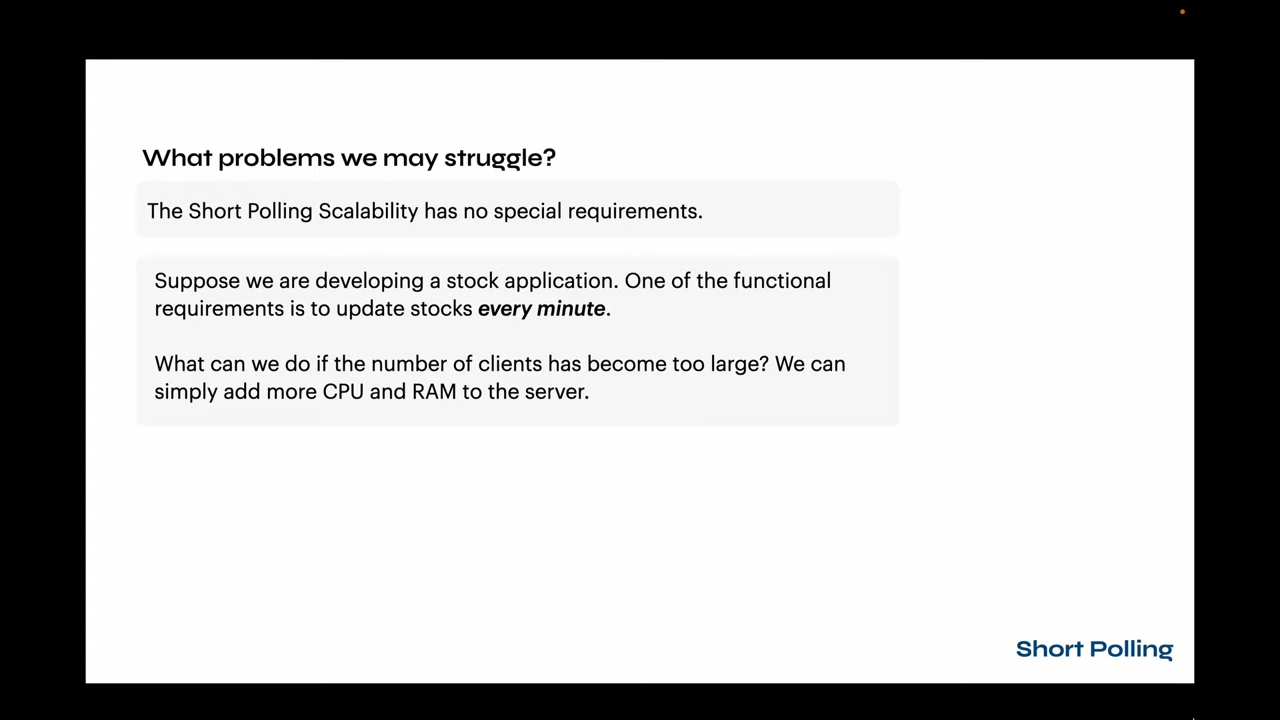 What problems we may struggle?
The Short Polling Scalability has no special requirements.
Suppose we are developing a stock application. One of the functional
requirements is to update stocks every minute.
What can we do if the number of clients has become too large? We can
simply add more CPU and RAM to the server.
Short Polling